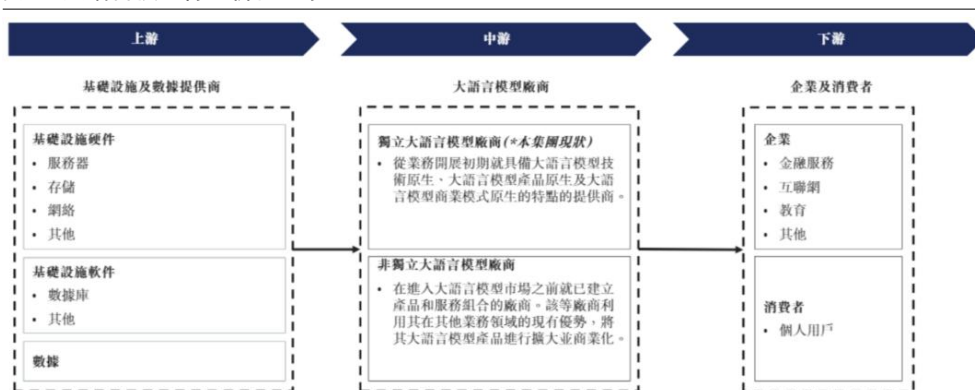 上游
中游
下游
基礎設施及數據提供商
大語言模型廠商
企業及消費者
基礎設施硬件
• 服務器
• 存儲
• 網絡
• 其他
基礎設施軟件
• 數據庫
• 其他
數據
獨立大語言模型廠商(*本集團現狀)
• 從業務開展初期就具備大語言模型技
術原生、大語言模型產品原生及大語
言模型商業模式原生的特點的提供商。
非獨立大語言模型廠商
• 在進入大語言模型市場之前就已建立
產品和服務組合的廠商。該等廠商利
用其在其他業務領域的現有優勢，將
其大語言模型產品進行擴大並商業化。
企業
• 金融服務
• 互聯網
• 教育
• 其他
消費者
• 個人用戶